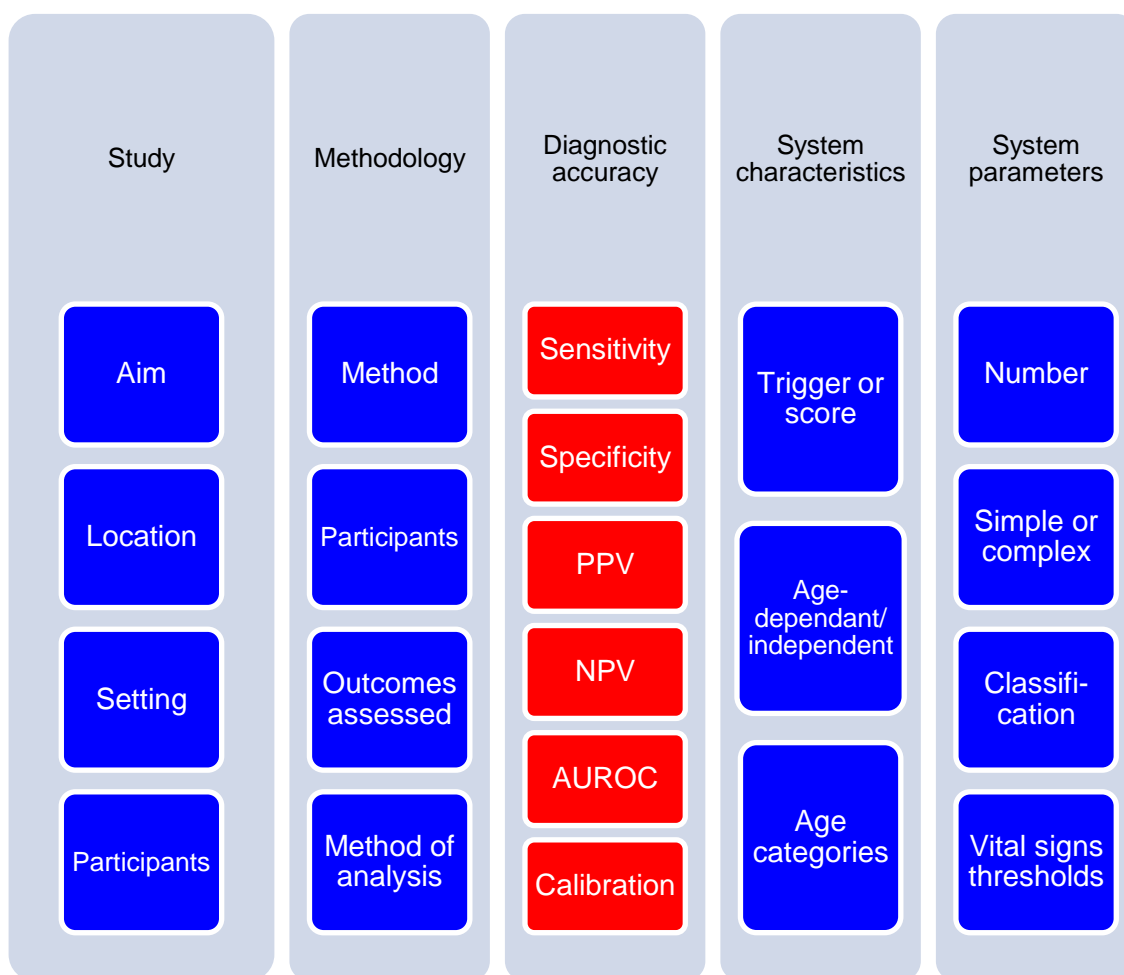 Study
Aim
Location
Setting
Participants
Methodology
Method
Participants
Outcomes
assessed
Method of
analysis
Diagnostic
accuracy
Sensitivity
Specificity
PPV
NPV
AUROC
Calibration
System
characteristics
Trigger or
score
Age-
dependant/
independent
Age
categories
System
parameters
Number
Simple or
complex
Classifi-
cation
Vital signs
thresholds